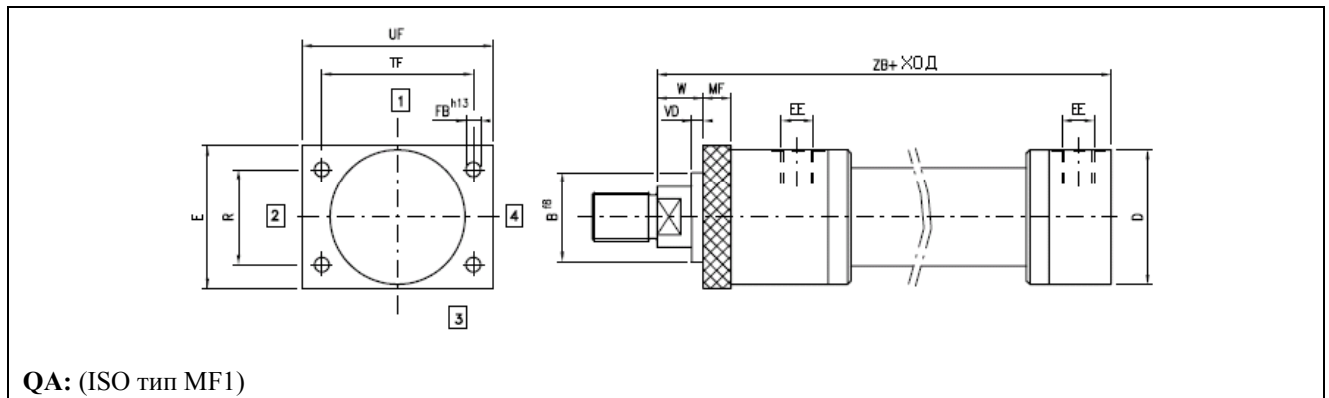 UF
TF
1
FB h13
E
R
2
4
3
ZB+ ХОД
W
MF
VD
EE
EE
B f8
D
QA: (ISO тип MF1)